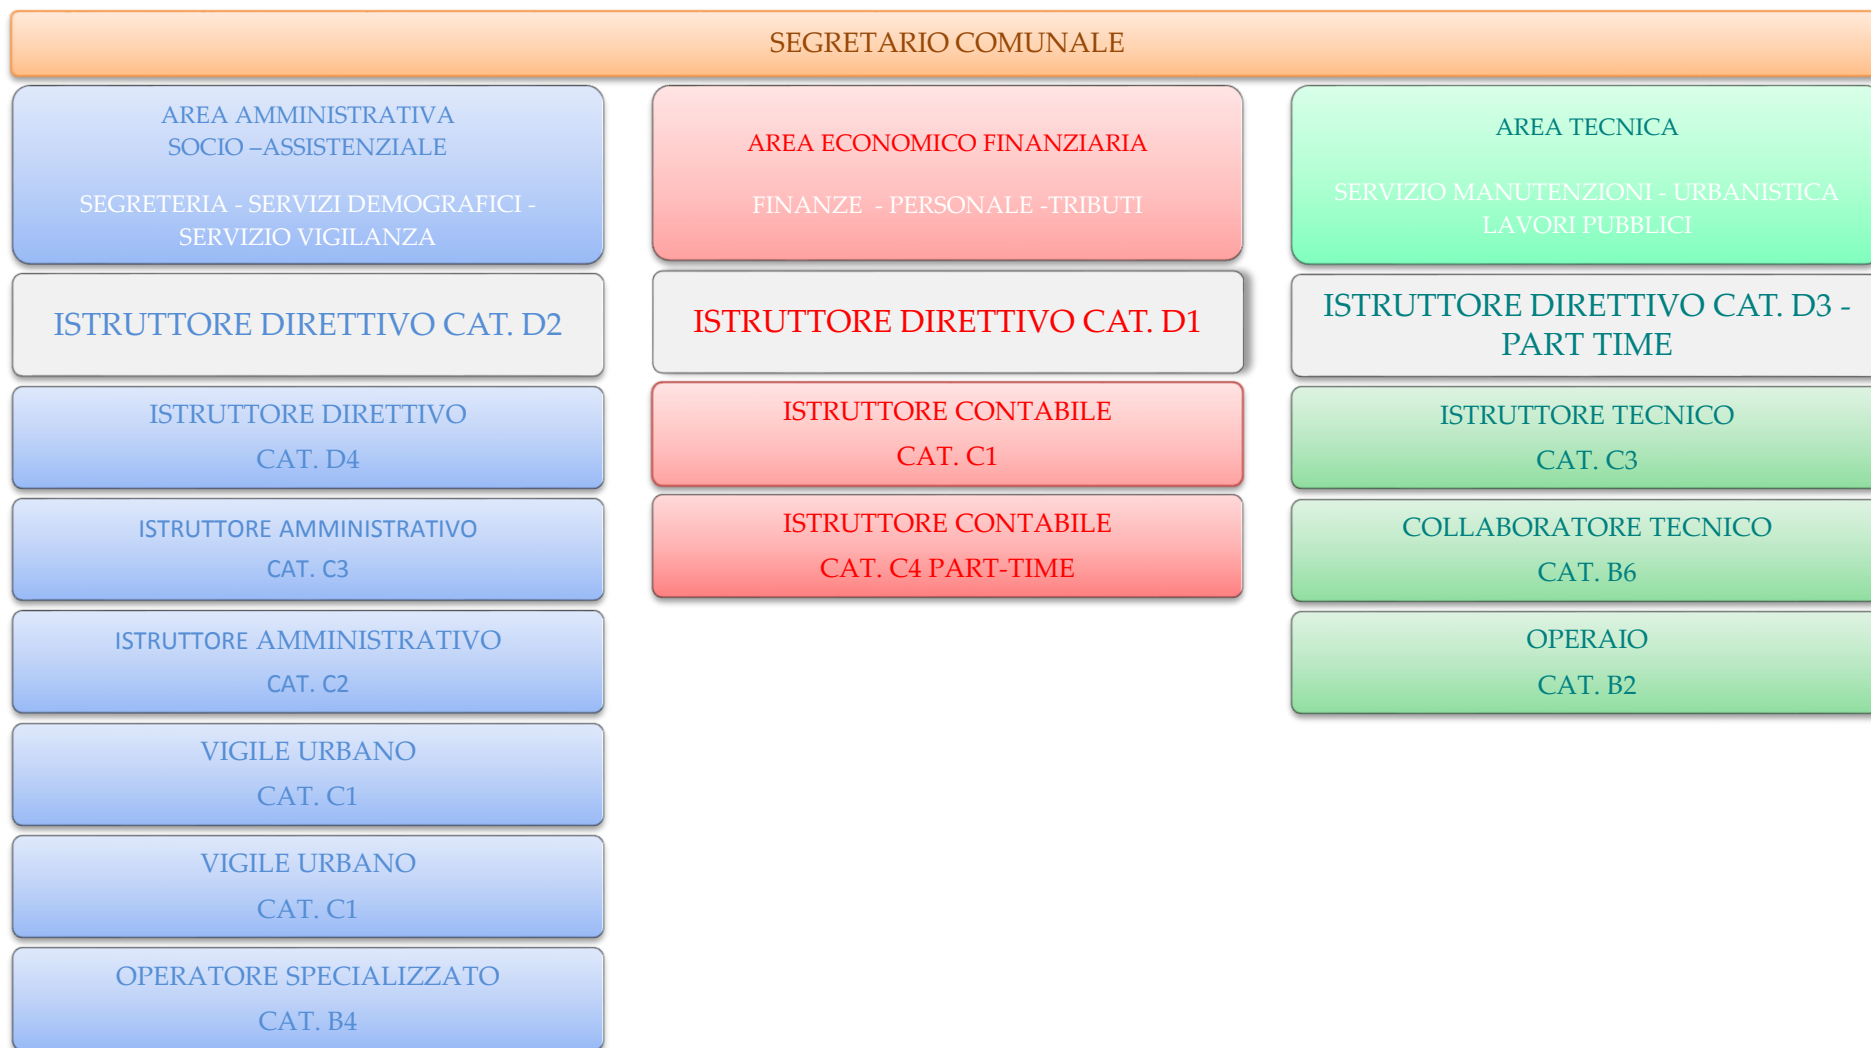 SEGRETARIO COMUNALE
AREA AMMINISTRATIVA
SOCIO –ASSISTENZIALE
SEGRETERIA - SERVIZI DEMOGRAFICI -
SERVIZIO VIGILANZA
ISTRUTTORE DIRETTIVO CAT. D2
ISTRUTTORE DIRETTIVO
CAT. D4
ISTRUTTORE AMMINISTRATIVO
CAT. C3
ISTRUTTORE AMMINISTRATIVO
CAT. C2
VIGILE URBANO
CAT. C1
VIGILE URBANO
CAT. C1
OPERATORE SPECIALIZZATO
CAT. B4
AREA ECONOMICO FINANZIARIA
FINANZE - PERSONALE -TRIBUTI
ISTRUTTORE DIRETTIVO CAT. D1
ISTRUTTORE CONTABILE
CAT. C1
ISTRUTTORE CONTABILE
CAT. C4 PART-TIME
AREA TECNICA
SERVIZIO MANUTENZIONI - URBANISTICA
LAVORI PUBBLICI
ISTRUTTORE DIRETTIVO CAT. D3 -
PART TIME
ISTRUTTORE TECNICO
CAT. C3
COLLABORATORE TECNICO
CAT. B6
OPERAIO
CAT. B2